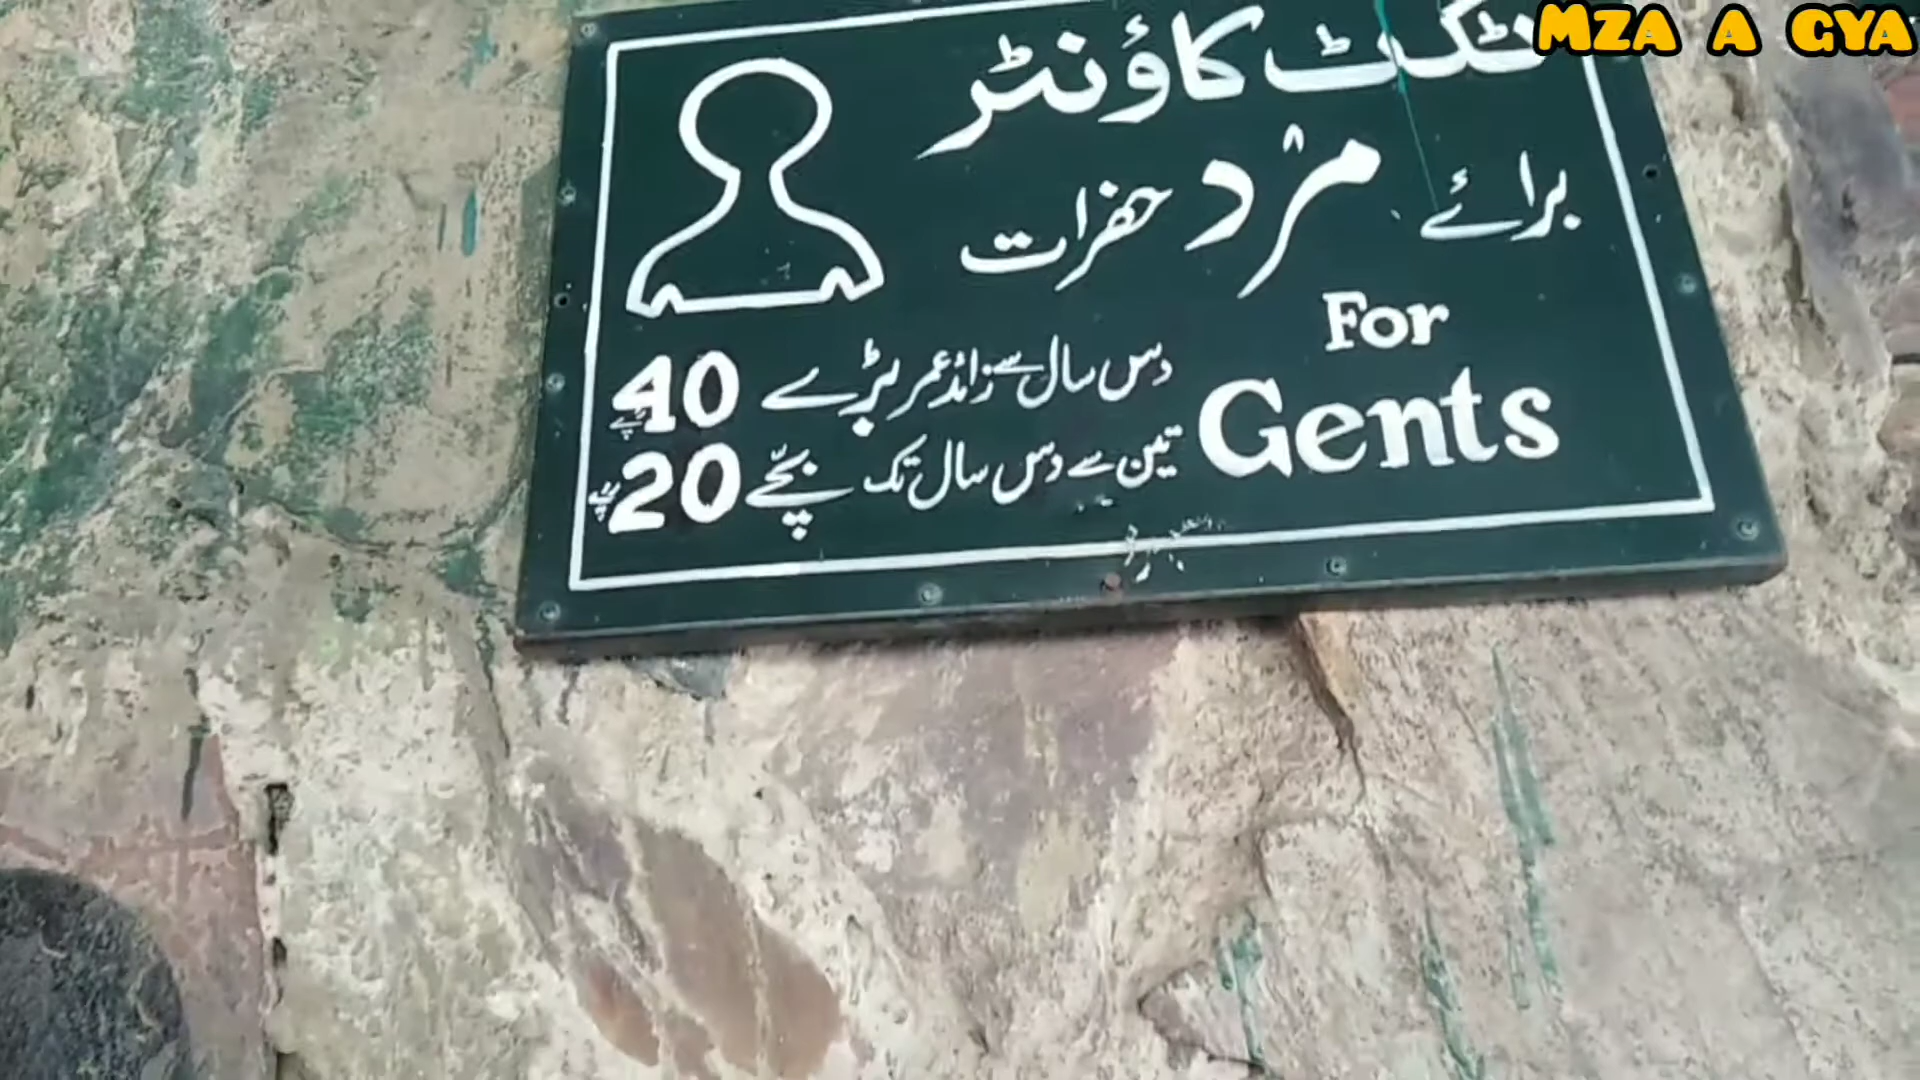 MZA A GYA
ٹکٹ کاؤنٹر
برائے مرد حضرات
For
Gents
دس سال سے زائد عمر بڑے 40 روپے
تین سے دس سال تک بچے 20 روپے